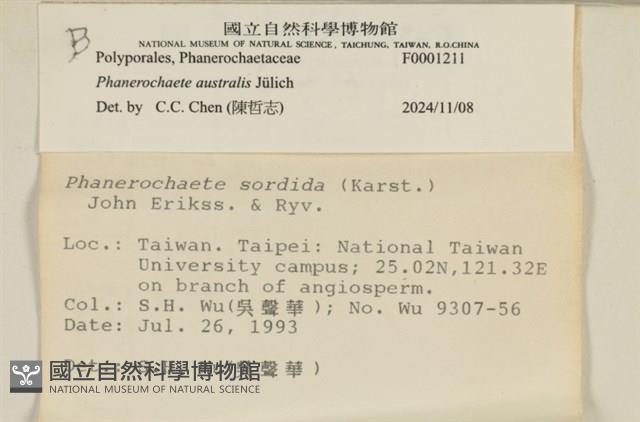 B
國立自然科學博物館
NATIONAL MUSEUM OF NATURAL SCIENCE, TAICHUNG, TAIWAN, R.O.CHINA
Polyporales, Phanerochaetaceae F0001211
Phanerochaete australis Jülich
Det. by C.C. Chen (陳哲志) 2024/11/08
Phanerochaete sordida (Karst.)
John Erikss. & Ryv.
Loc.: Taiwan. Taipei: National Taiwan
University campus; 25.02N,121.32E
on branch of angiosperm.
Col.: S.H. Wu(吳聲華); No. Wu 9307-56
Date: Jul. 26, 1993
聲華)
國立自然科學博物館
NATIONAL MUSEUM OF NATURAL SCIENCE